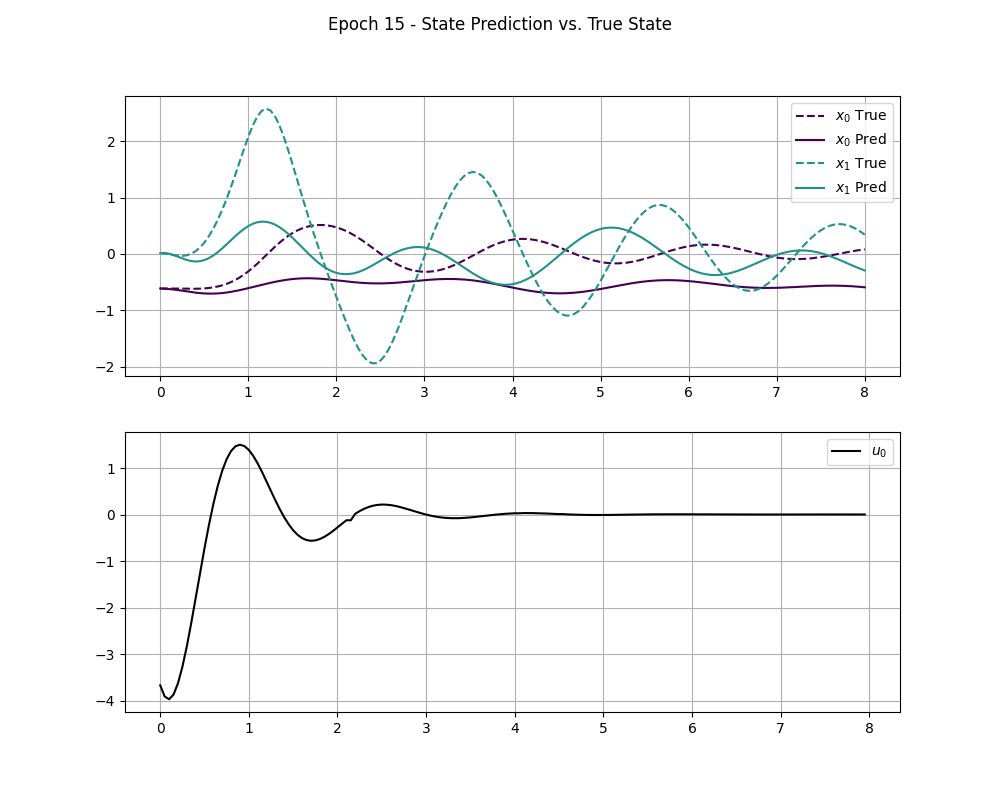 Epoch 15 - State Prediction vs. True State
x₀ True
x₀ Pred
x₁ True
x₁ Pred
2
1
0
−1
−2
0 1 2 3 4 5 6 7 8
u₀
1
0
−1
−2
−3
−4
0 1 2 3 4 5 6 7 8